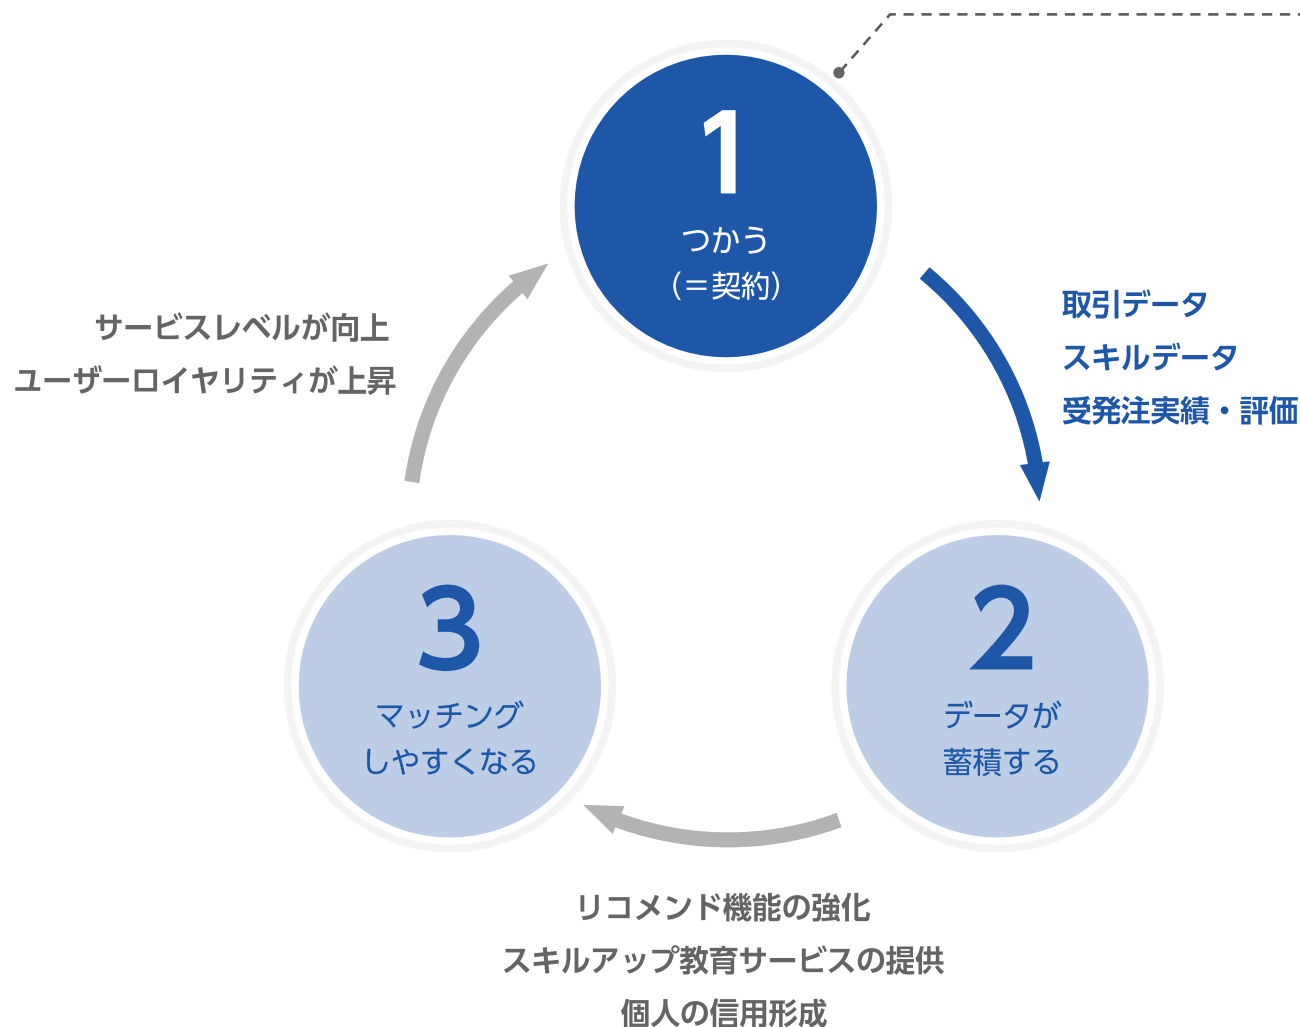 1
つかう
(＝契約)
取引データ
スキルデータ
受発注実績・評価
2
データが
蓄積する
リコメンド機能の強化
スキルアップ教育サービスの提供
個人の信用形成
3
マッチング
しやすくなる
サービスレベルが向上
ユーザーロイヤリティが上昇